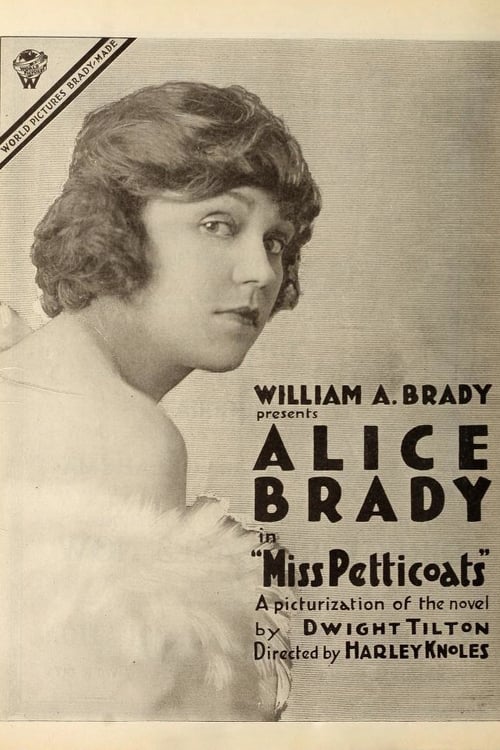 WORLD PICTURES BRADY-MADE
WILLIAM A. BRADY
presents
ALICE
BRADY
in
"Miss Petticoats"
A picturization of the novel
by DWIGHT TILTON
Directed by HARLEY KNOLES